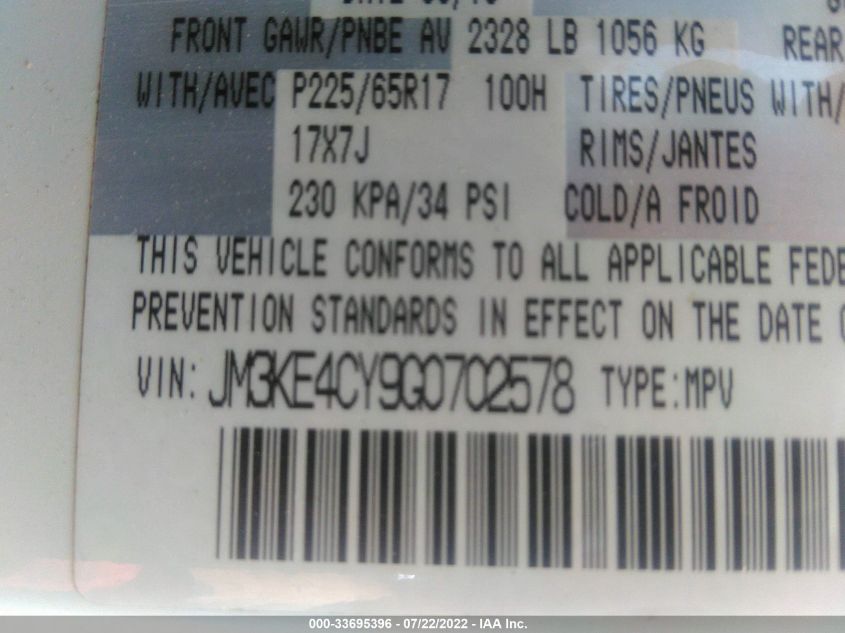 FRONT GAWR/PNBE AV 2328 LB 1056 KG REAR
WITH/AVEC P225/65R17 100H TIRES/PNEUS WITH/
17X7J RIMS/JANTES
230 KPA/34 PSI COLD/A FROID
THIS VEHICLE CONFORMS TO ALL APPLICABLE FEDE
PREVENTION STANDARDS IN EFFECT ON THE DATE
VIN: JM3KE4CY9G0702578 TYPE:MPV
000-33695396 - 07/22/2022 - IAA Inc.